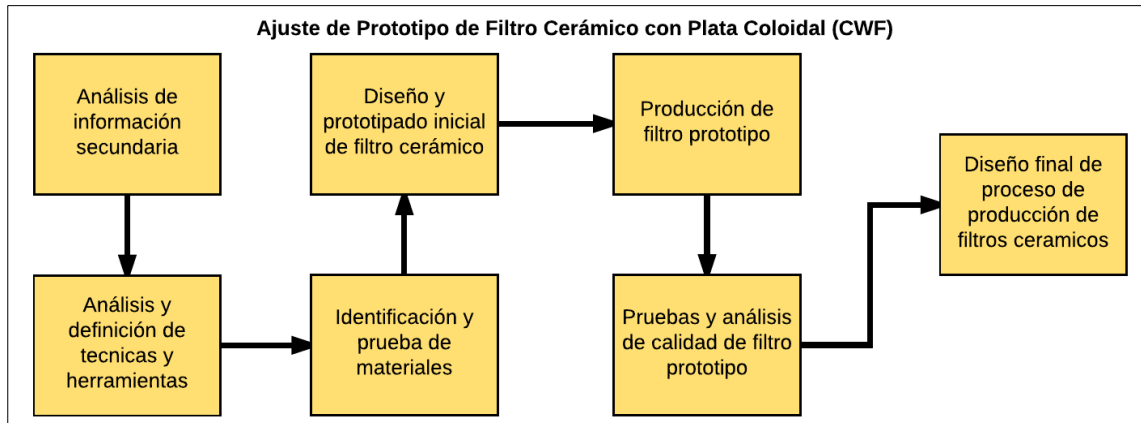 Ajuste de Prototipo de Filtro Cerámico con Plata Coloidal (CWF)
Análisis de
información
secundaria
Análisis y
definición de
tecnicas y
herramientas
Identificación y
prueba de
materiales
Diseño y
prototipado inicial
de filtro cerámico
Producción de
filtro prototipo
Pruebas y análisis
de calidad de filtro
prototipo
Diseño final de
proceso de
producción de
filtros ceramicos